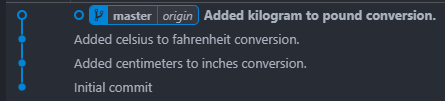 master origin Added kilogram to pound conversion.
Added celsius to fahrenheit conversion.
Added centimeters to inches conversion.
Initial commit